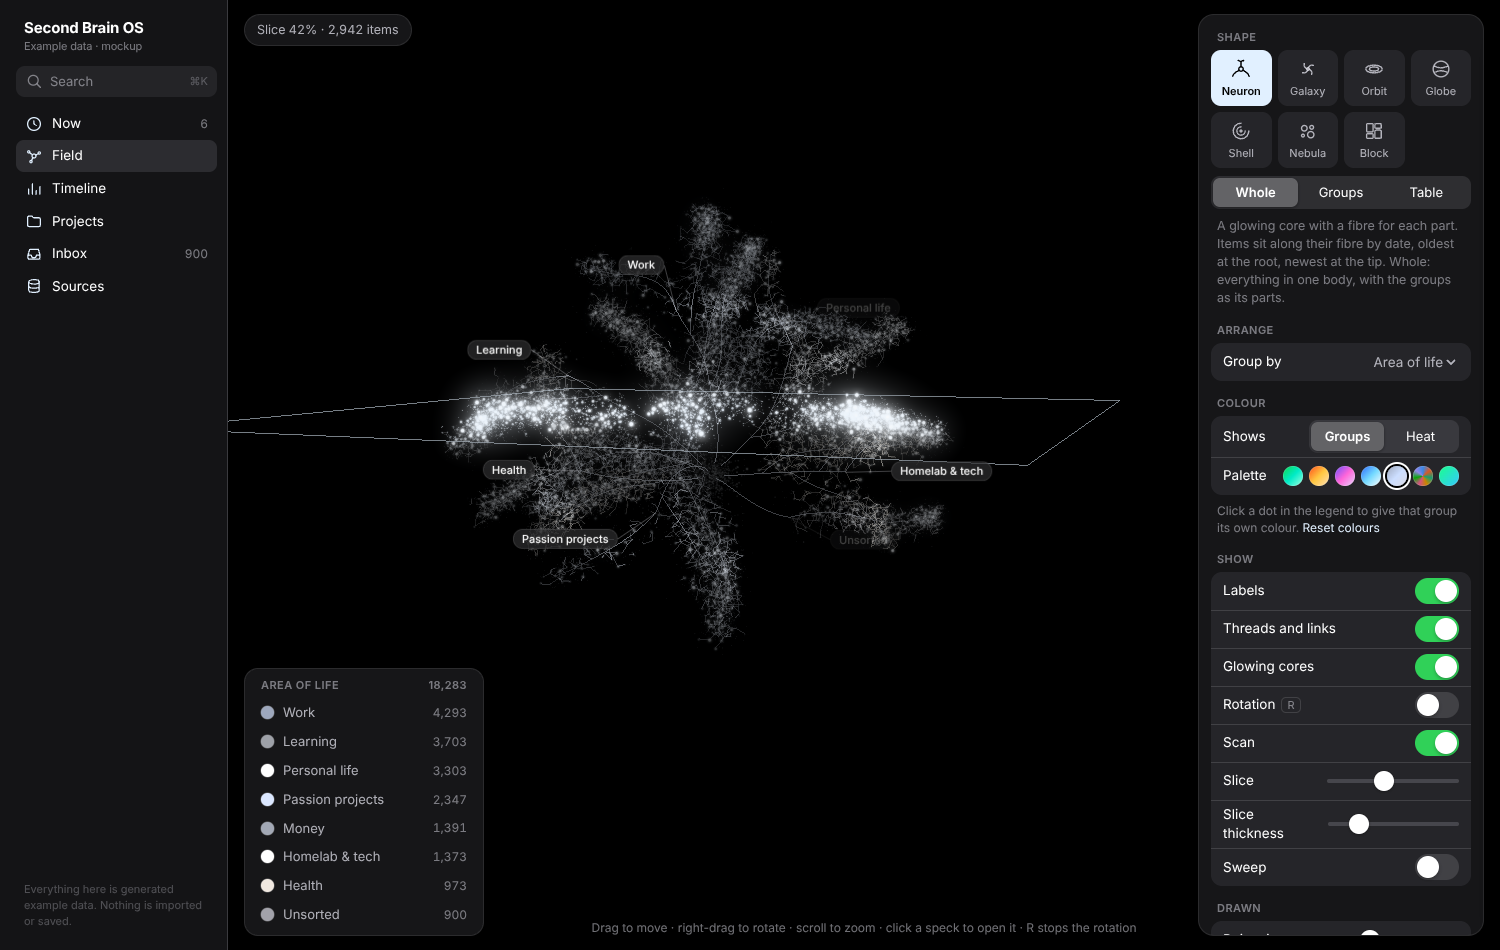 Second Brain OS
Example data · mockup
Search ⌘K
Now 6
Field
Timeline
Projects
Inbox 900
Sources
Everything here is generated
example data. Nothing is imported
or saved.
Slice 42% · 2,942 items
Work
Personal life
Learning
Health
Homelab & tech
Passion projects
Unsorted
AREA OF LIFE 18,283
Work 4,293
Learning 3,703
Personal life 3,303
Passion projects 2,347
Money 1,391
Homelab & tech 1,373
Health 973
Unsorted 900
Drag to move · right-drag to rotate · scroll to zoom · click a speck to open it · R stops the rotation
SHAPE
Neuron Galaxy Orbit Globe
Shell Nebula Block
Whole Groups Table
A glowing core with a fibre for each part.
Items sit along their fibre by date, oldest
at the root, newest at the tip. Whole:
everything in one body, with the groups
as its parts.
ARRANGE
Group by Area of life
COLOUR
Shows Groups Heat
Palette
Click a dot in the legend to give that group
its own colour. Reset colours
SHOW
Labels
Threads and links
Glowing cores
Rotation R
Scan
Slice
Slice
thickness
Sweep
DRAWN